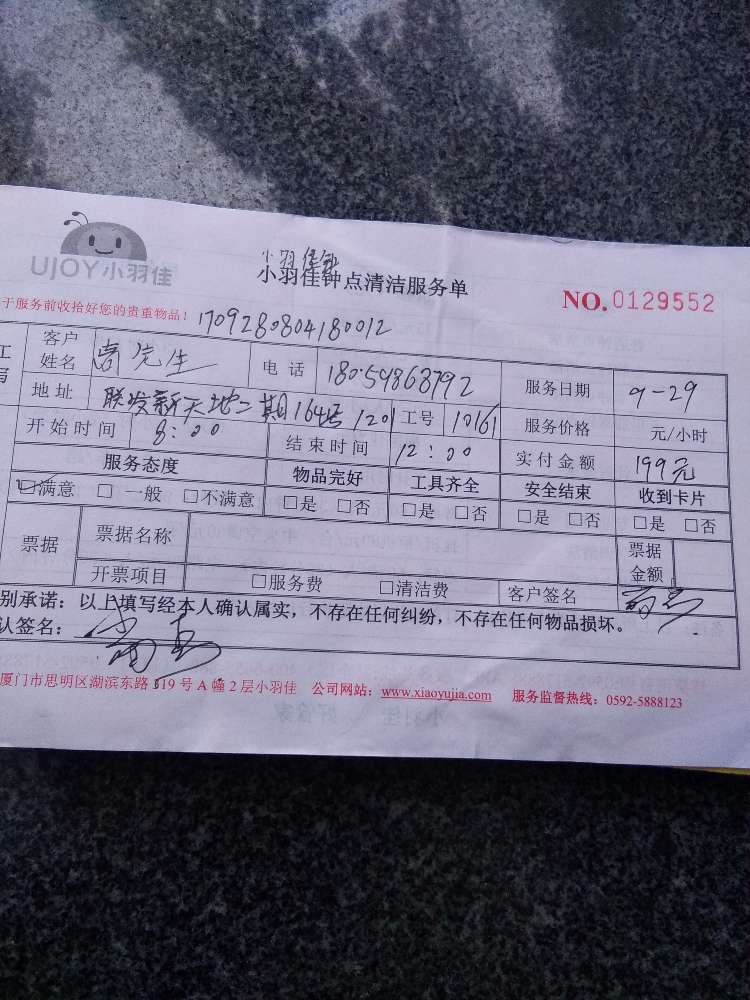 UJOY小羽佳
小羽佳
小羽佳钟点清洁服务单
NO.0129552
于服务前收拾好您的贵重物品！ 1709280804180012
客户姓名 电话 18059868792 服务日期 9-29
地址 联发新天地二期164号 1201 工号 10161 服务价格 元/小时
开始时间 8:00 结束时间 12:00 实付金额 199元
服务态度 物品完好 工具齐全 安全结束 收到卡片
☑满意 □ 一般 □不满意 □是 □否 □是 □否 □是 □否 □是 □否
票据 票据名称 票据金额
开票项目 □服务费 □清洁费 客户签名
别承诺：以上填写经本人确认属实，不存在任何纠纷，不存在任何物品损坏。
认签名：
厦门市思明区湖滨东路319号A幢2层小羽佳 公司网站：www.xiaoyujia.com 服务监督热线：0592-5888123